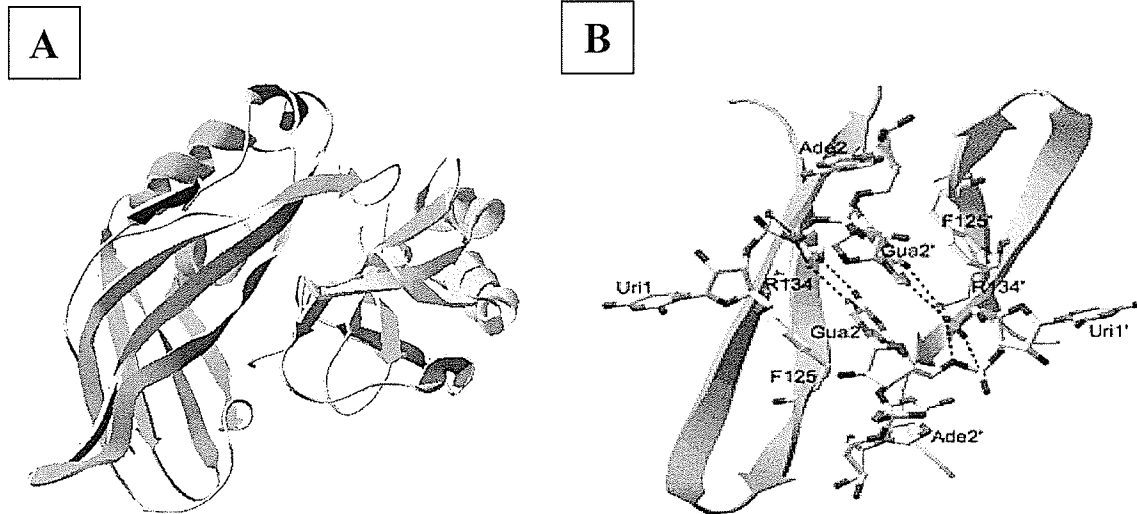 A
B
Ade2
F125'
Gua2'
R134
R134'
Uri1
Uri1'
Gua2
F125
Ade2'